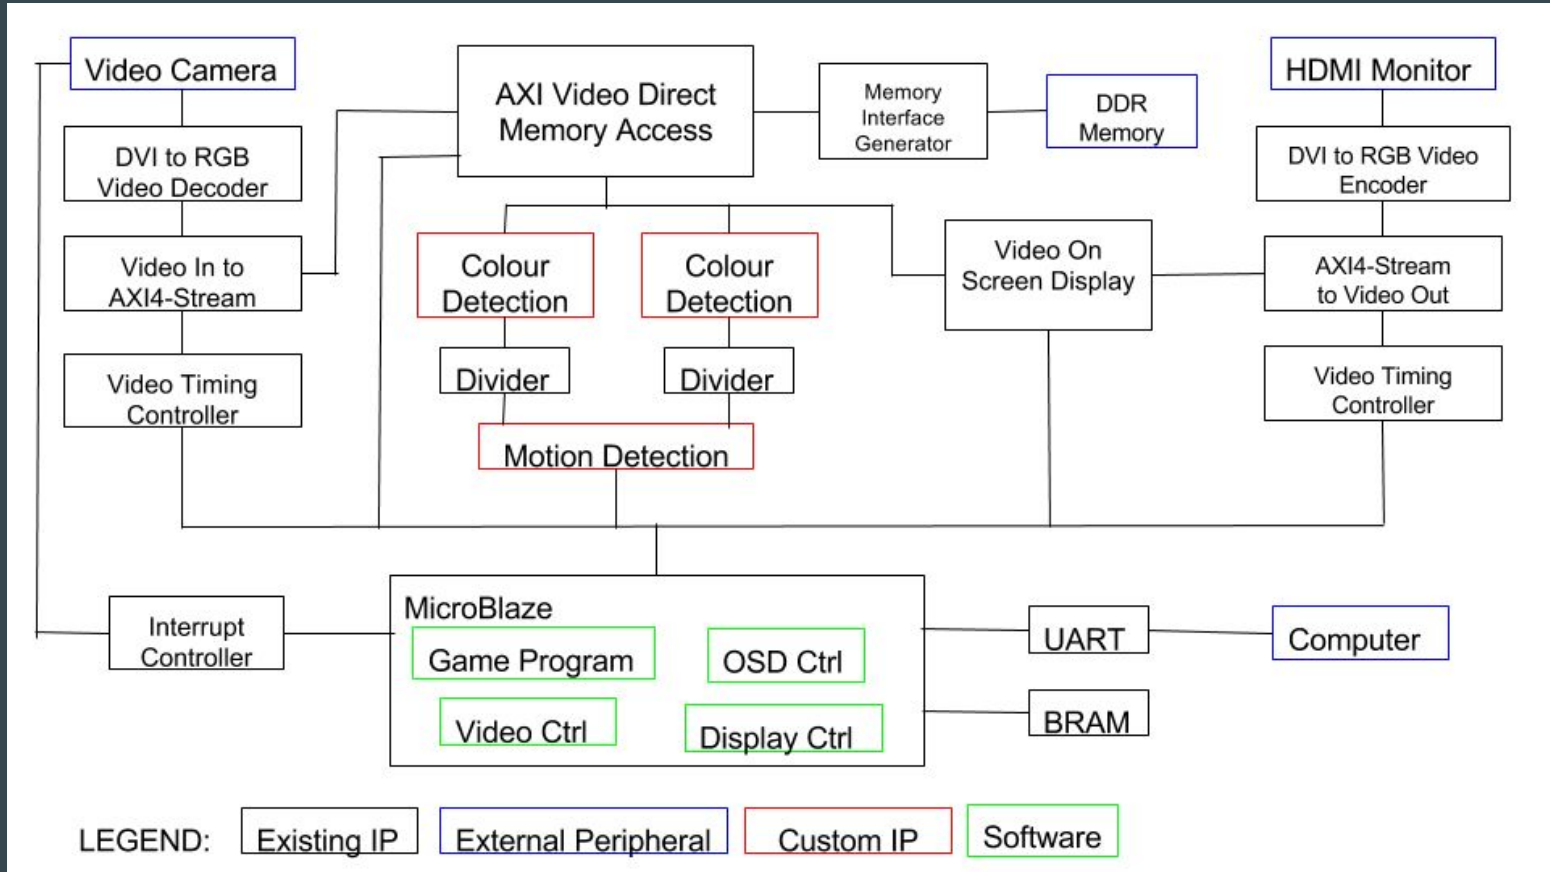 Video Camera
DVI to RGB
Video Decoder
Video In to
AXI4-Stream
Video Timing
Controller
AXI Video Direct
Memory Access
Memory
Interface
Generator
DDR
Memory
HDMI Monitor
DVI to RGB Video
Encoder
AXI4-Stream
to Video Out
Video Timing
Controller
Colour
Detection
Colour
Detection
Divider
Divider
Motion Detection
Video On
Screen Display
Interrupt
Controller
MicroBlaze
Game Program
OSD Ctrl
Video Ctrl
Display Ctrl
UART
Computer
BRAM
LEGEND:
Existing IP
External Peripheral
Custom IP
Software